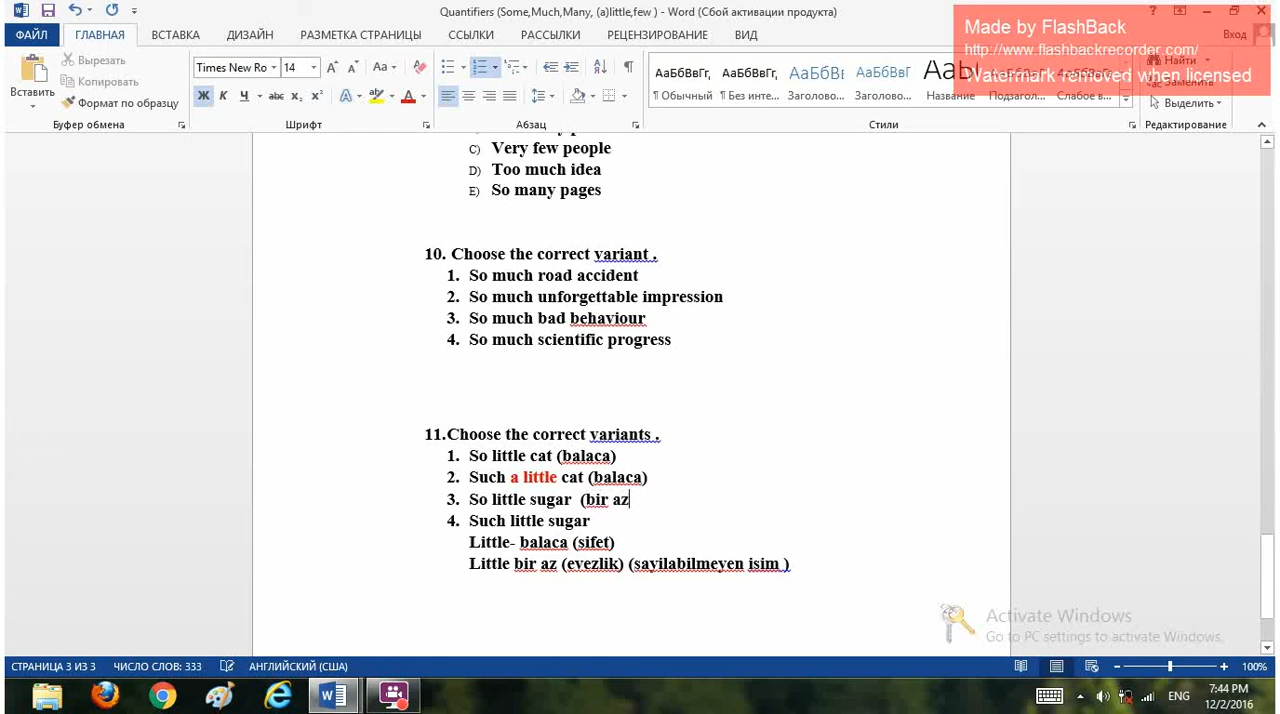 Quantifiers (Some,Much,Many, (a)little,few ) - Word (Сбой активации продукта)
Made by FlashBack
http://www.flashbackrecorder.com/
Watermark removed when licensed
ФАЙЛ ГЛАВНАЯ ВСТАВКА ДИЗАЙН РАЗМЕТКА СТРАНИЦЫ ССЫЛКИ РАССЫЛКИ РЕЦЕНЗИРОВАНИЕ ВИД Вход
Вставить
Вырезать
Копировать
Формат по образцу
Буфер обмена
Times New Ro 14
Шрифт
Абзац
АаБбВвГг, АаБбВвГг, АаБбВі АаБбВвГ АаЫ
¶ Обычный ¶ Без инте... Заголово... Заголово... Название Подзагол... Слабое в...
Стили
Найти
Заменить
Выделить
Редактирование
C) Very few people
D) Too much idea
E) So many pages
10. Choose the correct variant .
1. So much road accident
2. So much unforgettable impression
3. So much bad behaviour
4. So much scientific progress
11.Choose the correct variants .
1. So little cat (balaca)
2. Such a little cat (balaca)
3. So little sugar (bir az
4. Such little sugar
Little- balaca (sifet)
Little bir az (evezlik) (sayilabilmeyen isim )
Activate Windows
Go to PC settings to activate Windows.
СТРАНИЦА 3 ИЗ 3 ЧИСЛО СЛОВ: 333 АНГЛИЙСКИЙ (США) 100%
ENG
7:44 PM
12/2/2016